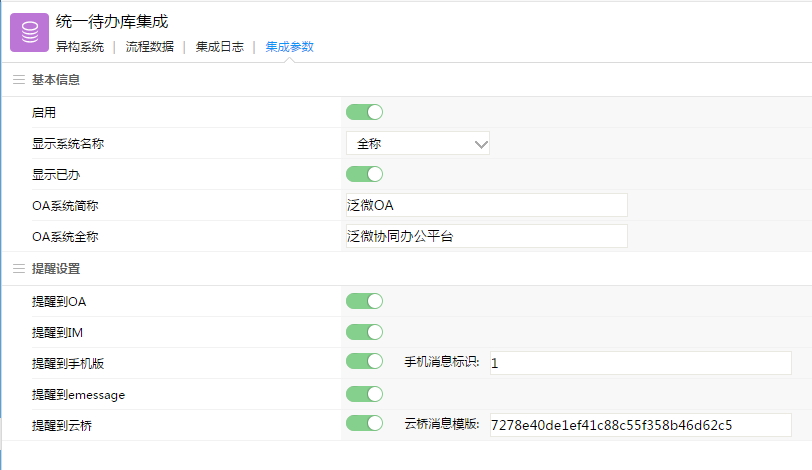 统一待办库集成
异构系统 | 流程数据 | 集成日志 | 集成参数
基本信息
启用
显示系统名称 全称
显示已办
OA系统简称 泛微OA
OA系统全称 泛微协同办公平台
提醒设置
提醒到OA
提醒到IM
提醒到手机版 手机消息标识: 1
提醒到emessage
提醒到云桥 云桥消息模版: 7278e40de1ef41c88c55f358b46d62c5